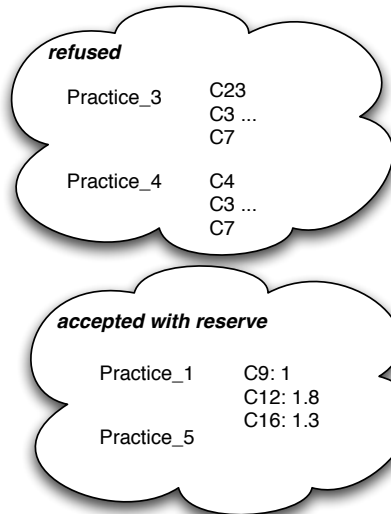 refused
Practice_3 C23
C3 ...
C7
Practice_4 C4
C3 ...
C7
accepted with reserve
Practice_1 C9: 1
C12: 1.8
C16: 1.3
Practice_5